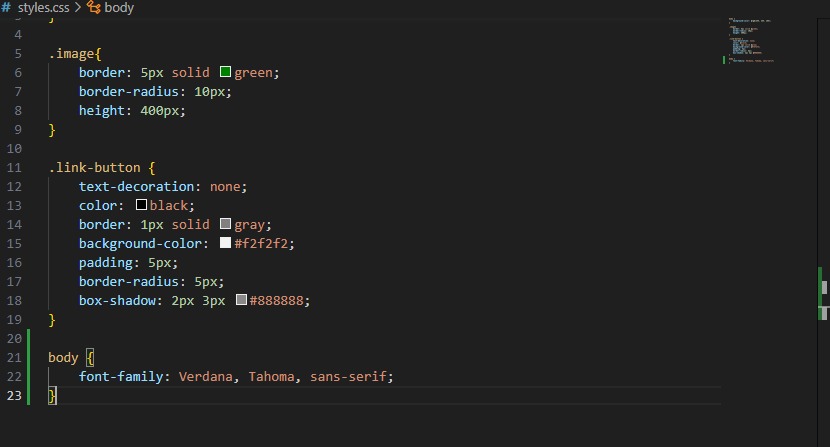 # styles.css > body
3 }
4
5 .image{
6 border: 5px solid green;
7 border-radius: 10px;
8 height: 400px;
9 }
10
11 .link-button {
12 text-decoration: none;
13 color: black;
14 border: 1px solid gray;
15 background-color: #f2f2f2;
16 padding: 5px;
17 border-radius: 5px;
18 box-shadow: 2px 3px #888888;
19 }
20
21 body {
22 font-family: Verdana, Tahoma, sans-serif;
23 }